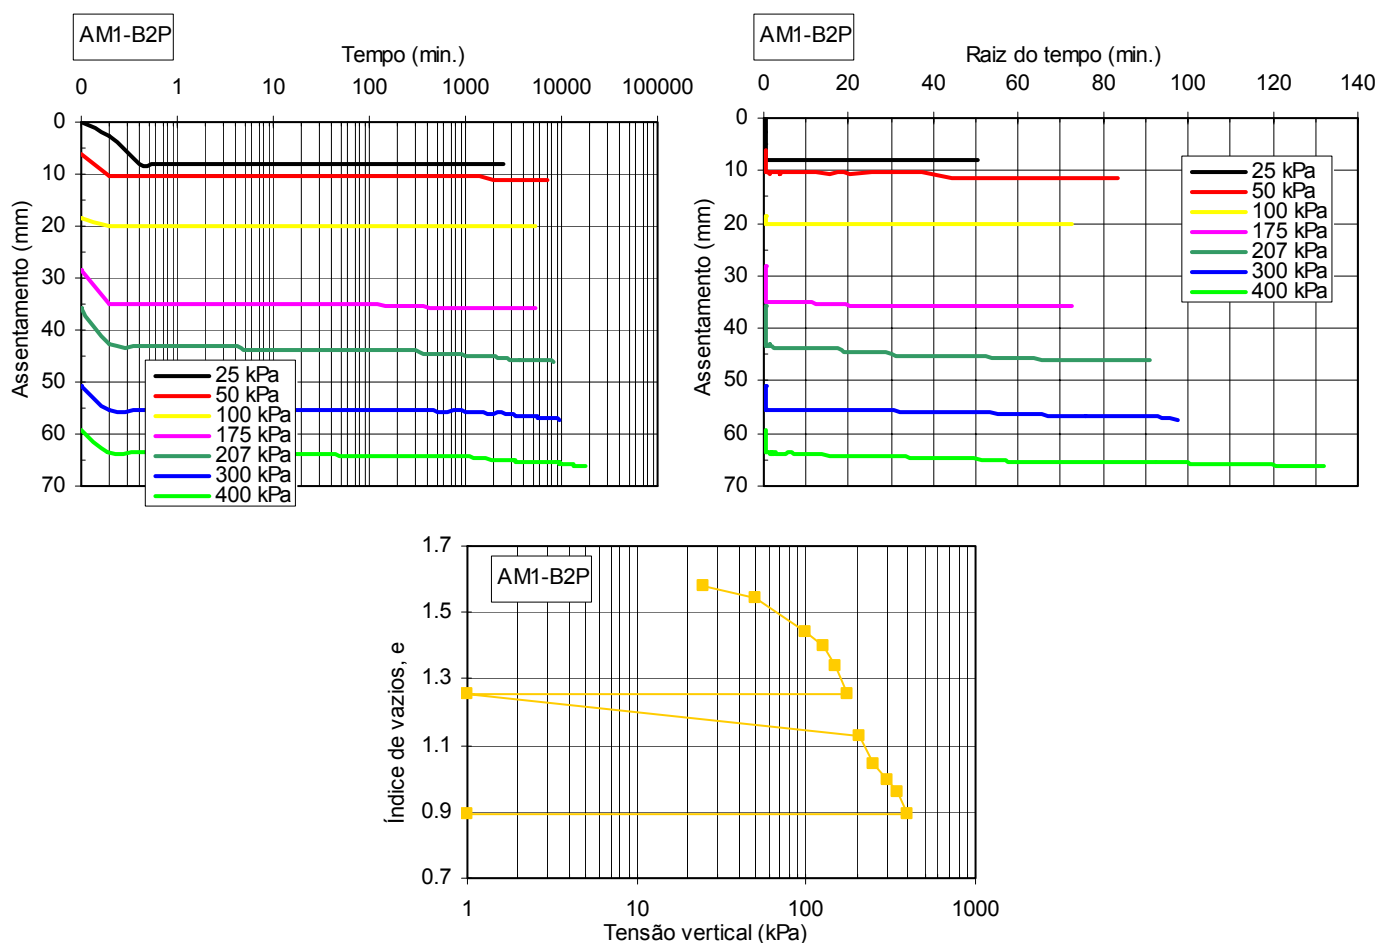 AM1-B2P
Tempo (min.)
0 1 10 100 1000 10000 100000
0
10
20
30
40
50
60
70
Assentamento (mm)
25 kPa
50 kPa
100 kPa
175 kPa
207 kPa
300 kPa
400 kPa
AM1-B2P
Raiz do tempo (min.)
0 20 40 60 80 100 120 140
0
10
20
30
40
50
60
70
Assentamento (mm)
25 kPa
50 kPa
100 kPa
175 kPa
207 kPa
300 kPa
400 kPa
AM1-B2P
1.7
1.5
1.3
1.1
0.9
0.7
Índice de vazios, e
1 10 100 1000
Tensão vertical (kPa)